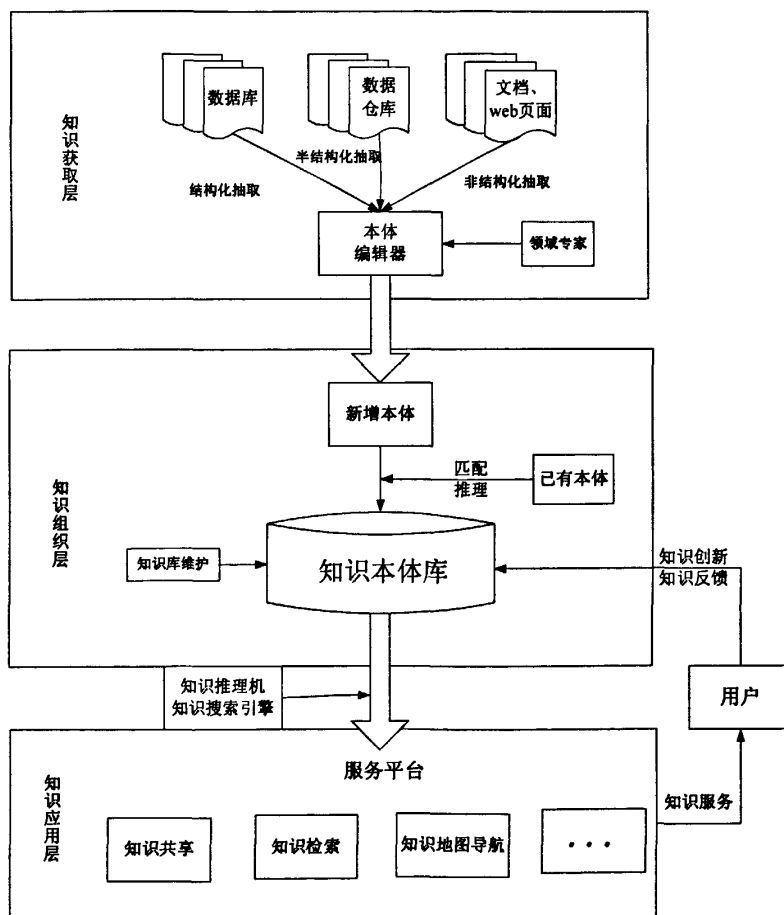 知识获取层
数据库
数据
仓库
文档、
web页面
结构化抽取
半结构化抽取
非结构化抽取
本体
编辑器
领域专家
知识组织层
新增本体
匹配
推理
已有本体
知识库维护
知识本体库
知识创新
知识反馈
知识推理机
知识搜索引擎
用户
知识应用层
服务平台
知识服务
知识共享
知识检索
知识地图导航
···